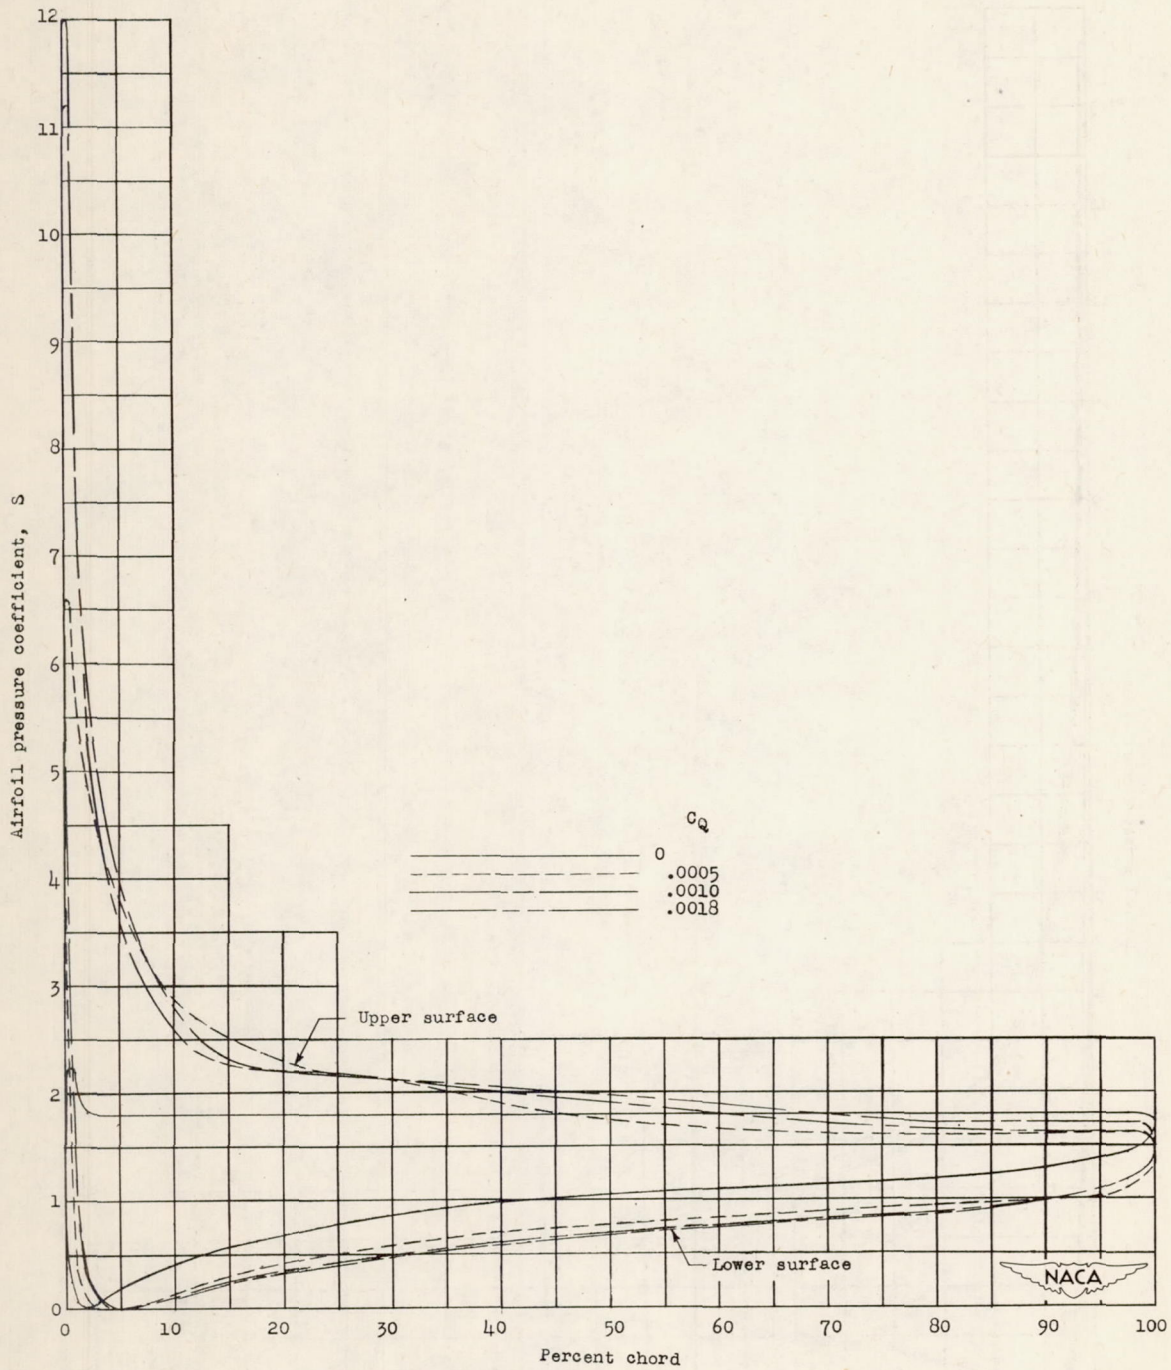 12
11
10
9
8
7
6
5
4
3
2
1
0
Airfoil pressure coefficient, S
C_Q
0
.0005
.0010
.0018
Upper surface
Lower surface
NACA
0 10 20 30 40 50 60 70 80 90 100
Percent chord